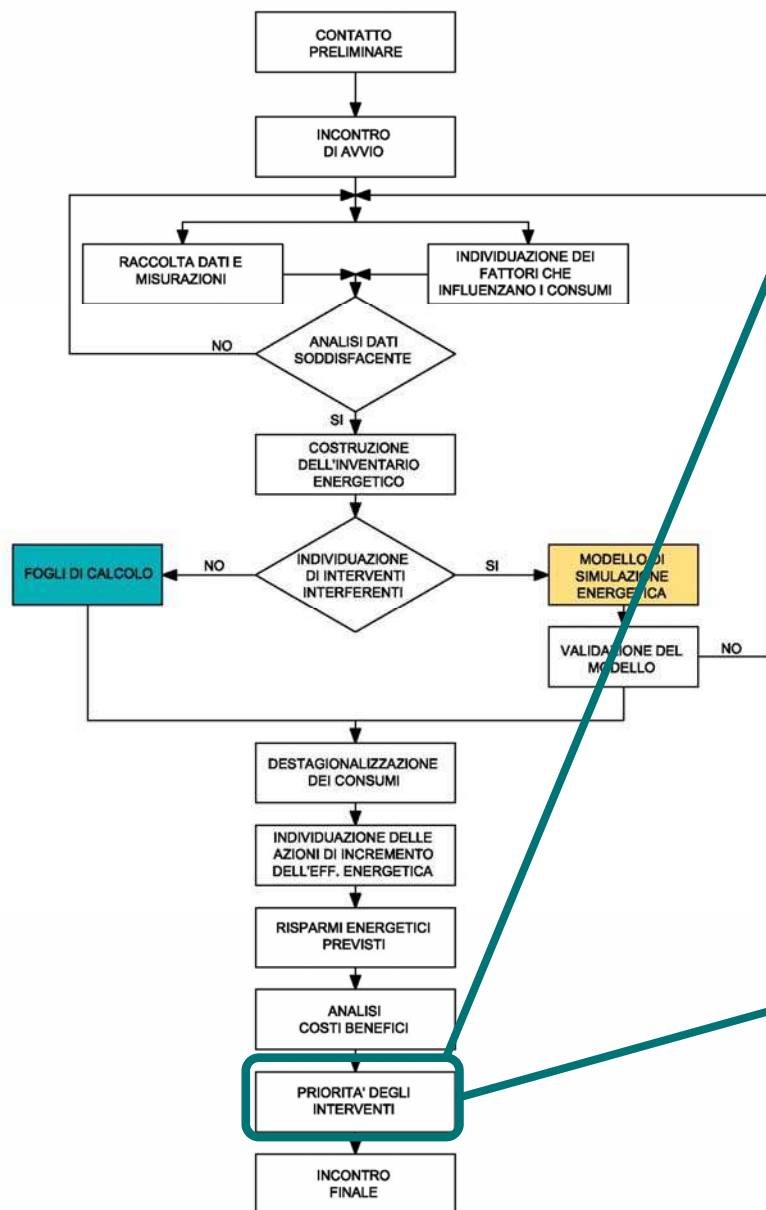 CONTATTO
PRELIMINARE
INCONTRO
DI AVVIO
RACCOLTA DATI E
MISURAZIONI
INDIVIDUAZIONE DEI
FATTORI CHE
INFLUENZANO I CONSUMI
ANALISI DATI
SODDISFACENTE
NO
SI
COSTRUZIONE
DELL'INVENTARIO
ENERGETICO
FOGLI DI CALCOLO
NO
INDIVIDUAZIONE
DI INTERVENTI
INTERFERENTI
SI
MODELLO DI
SIMULAZIONE
ENERGETICA
VALIDAZIONE DEL
MODELLO
NO
DESTAGIONALIZZAZIONE
DEI CONSUMI
INDIVIDUAZIONE DELLE
AZIONI DI INCREMENTO
DELL'EFF. ENERGETICA
RISPARMI ENERGETICI
PREVISTI
ANALISI
COSTI BENEFICI
PRIORITA' DEGLI
INTERVENTI
INCONTRO
FINALE